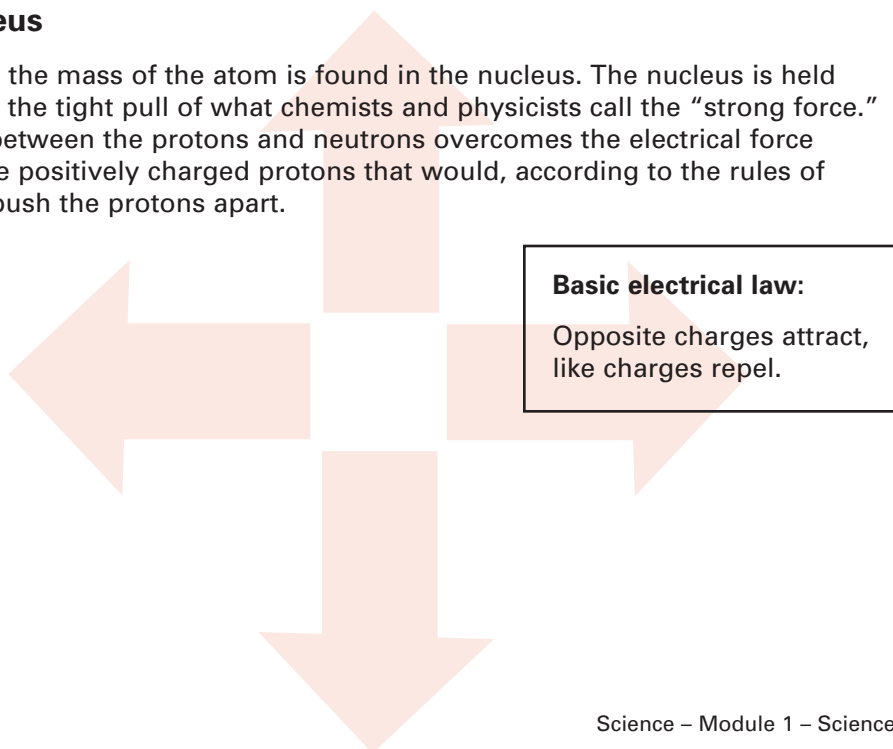 eus
the mass of the atom is found in the nucleus. The nucleus is held
the tight pull of what chemists and physicists call the “strong force.”
between the protons and neutrons overcomes the electrical force
e positively charged protons that would, according to the rules of
push the protons apart.
Basic electrical law:
Opposite charges attract,
like charges repel.
Science – Module 1 – Science